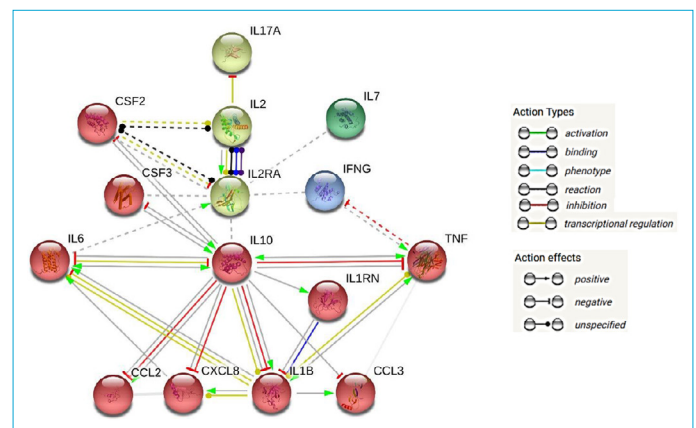 IL17A
CSF2
IL2
IL7
CSF3
IL2RA
IFNG
IL6
IL10
TNF
IL1RN
CCL2
CXCL8
IL1B
CCL3
Action Types
activation
binding
phenotype
reaction
inhibition
transcriptional regulation
Action effects
positive
negative
unspecified